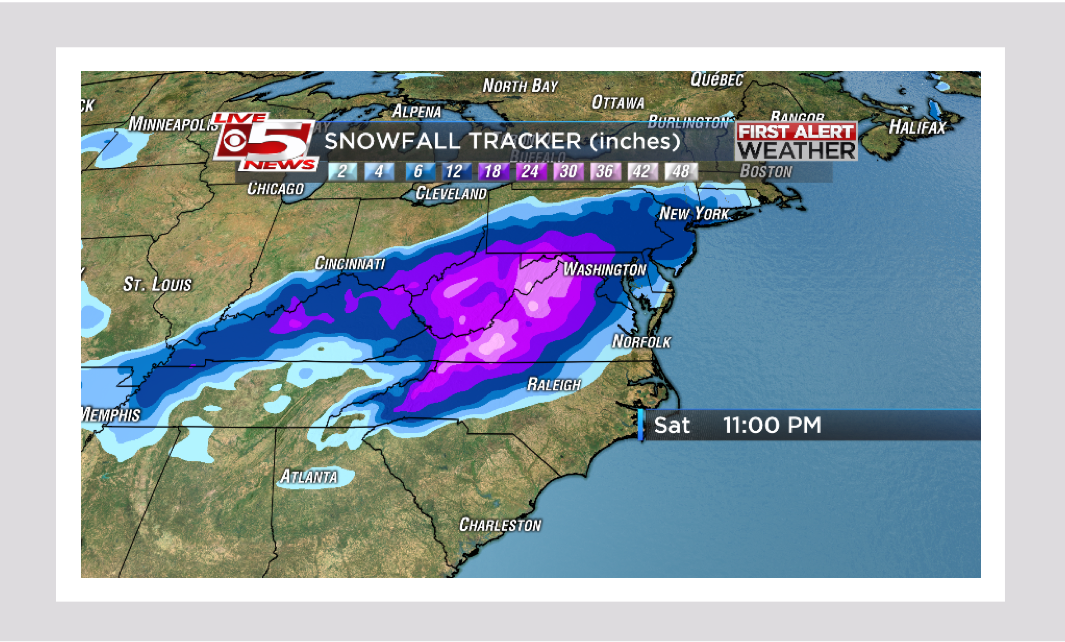 NORTH BAY
QUÉBEC
CK
OTTAWA
ALPENA
MINNEAPOLIS
LIVE
5
NEWS
SNOWFALL TRACKER (inches)
BURLINGTON
BANGOR
HALIFAX
FIRST ALERT
WEATHER
BUFFALO
2 4 6 12 18 24 30 36 42 48
BOSTON
CHICAGO
CLEVELAND
NEW YORK
CINCINNATI
WASHINGTON
ST. LOUIS
NORFOLK
RALEIGH
MEMPHIS
Sat 11:00 PM
ATLANTA
CHARLESTON